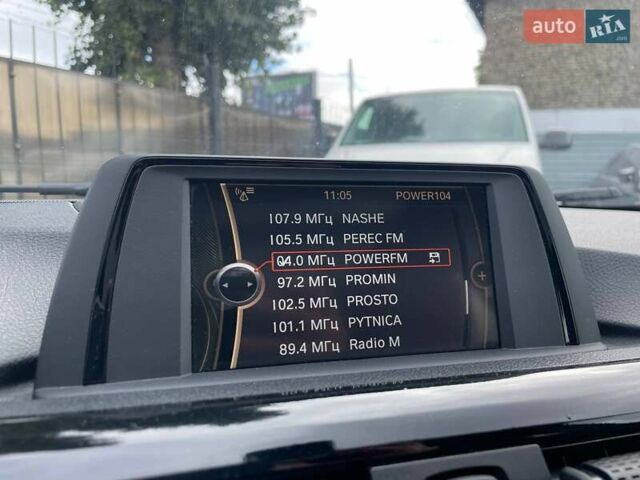 auto RIA .com
11:05 POWER104
107.9 МГц NASHE
105.5 МГц PEREC FM
04.0 МГц POWERFM
97.2 МГц PROMIN
102.5 МГц PROSTO
101.1 МГц PYTNICA
89.4 МГц Radio M